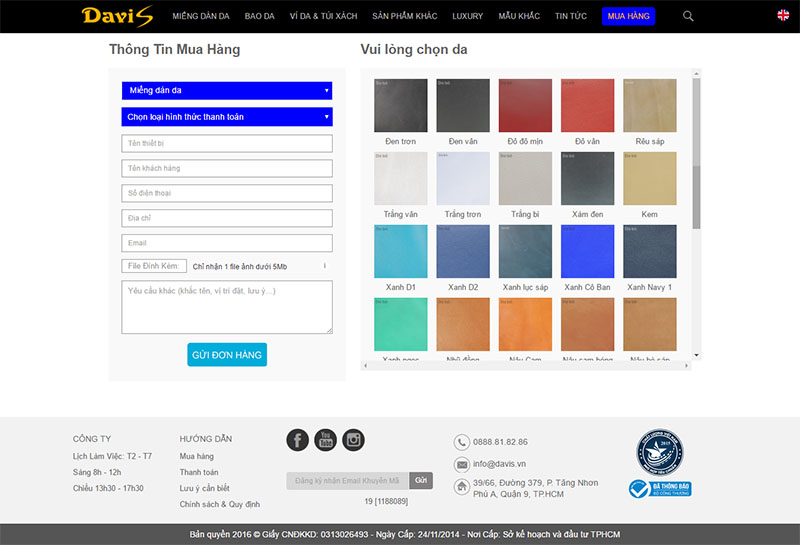 DaviS
MIẾNG DÁN DA BAO DA VÍ DA & TÚI XÁCH SẢN PHẨM KHÁC LUXURY MẪU KHẮC TIN TỨC MUA HÀNG
Thông Tin Mua Hàng
Miếng dán da
Chọn loại hình thức thanh toán
Tên thiết bị
Tên khách hàng
Số điện thoại
Địa chỉ
Email
File Đính Kèm: Chỉ nhận 1 file ảnh dưới 5Mb i
Yêu cầu khác (khắc tên, vị trí đặt, lưu ý...)
GỬI ĐƠN HÀNG
Vui lòng chọn da
Đen trơn Đen vân Đỏ đô mịn Đỏ vân Rêu sáp
Trắng vân Trắng trơn Trắng bi Xám đen Kem
Xanh D1 Xanh D2 Xanh lục sáp Xanh Cô Ban Xanh Navy 1
Xanh ngọc Nhũ đồng Nâu Cam Nâu cam bóng Nâu bò sáp
CÔNG TY
Lịch Làm Việc: T2 - T7
Sáng 8h - 12h
Chiều 13h30 - 17h30
HƯỚNG DẪN
Mua hàng
Thanh toán
Lưu ý cần biết
Chính sách & Quy định
f You Tube
Đăng ký nhận Email Khuyến Mã Gửi
19 [1188089]
0888.81.82.86
info@davis.vn
39/66, Đường 379, P. Tăng Nhơn
Phú A, Quận 9, TP.HCM
2015
ĐÃ THÔNG BÁO
BỘ CÔNG THƯƠNG
Bản quyền 2016 © Giấy CNĐKKD: 0313026493 - Ngày Cấp: 24/11/2014 - Nơi Cấp: Sở kế hoạch và đầu tư TPHCM